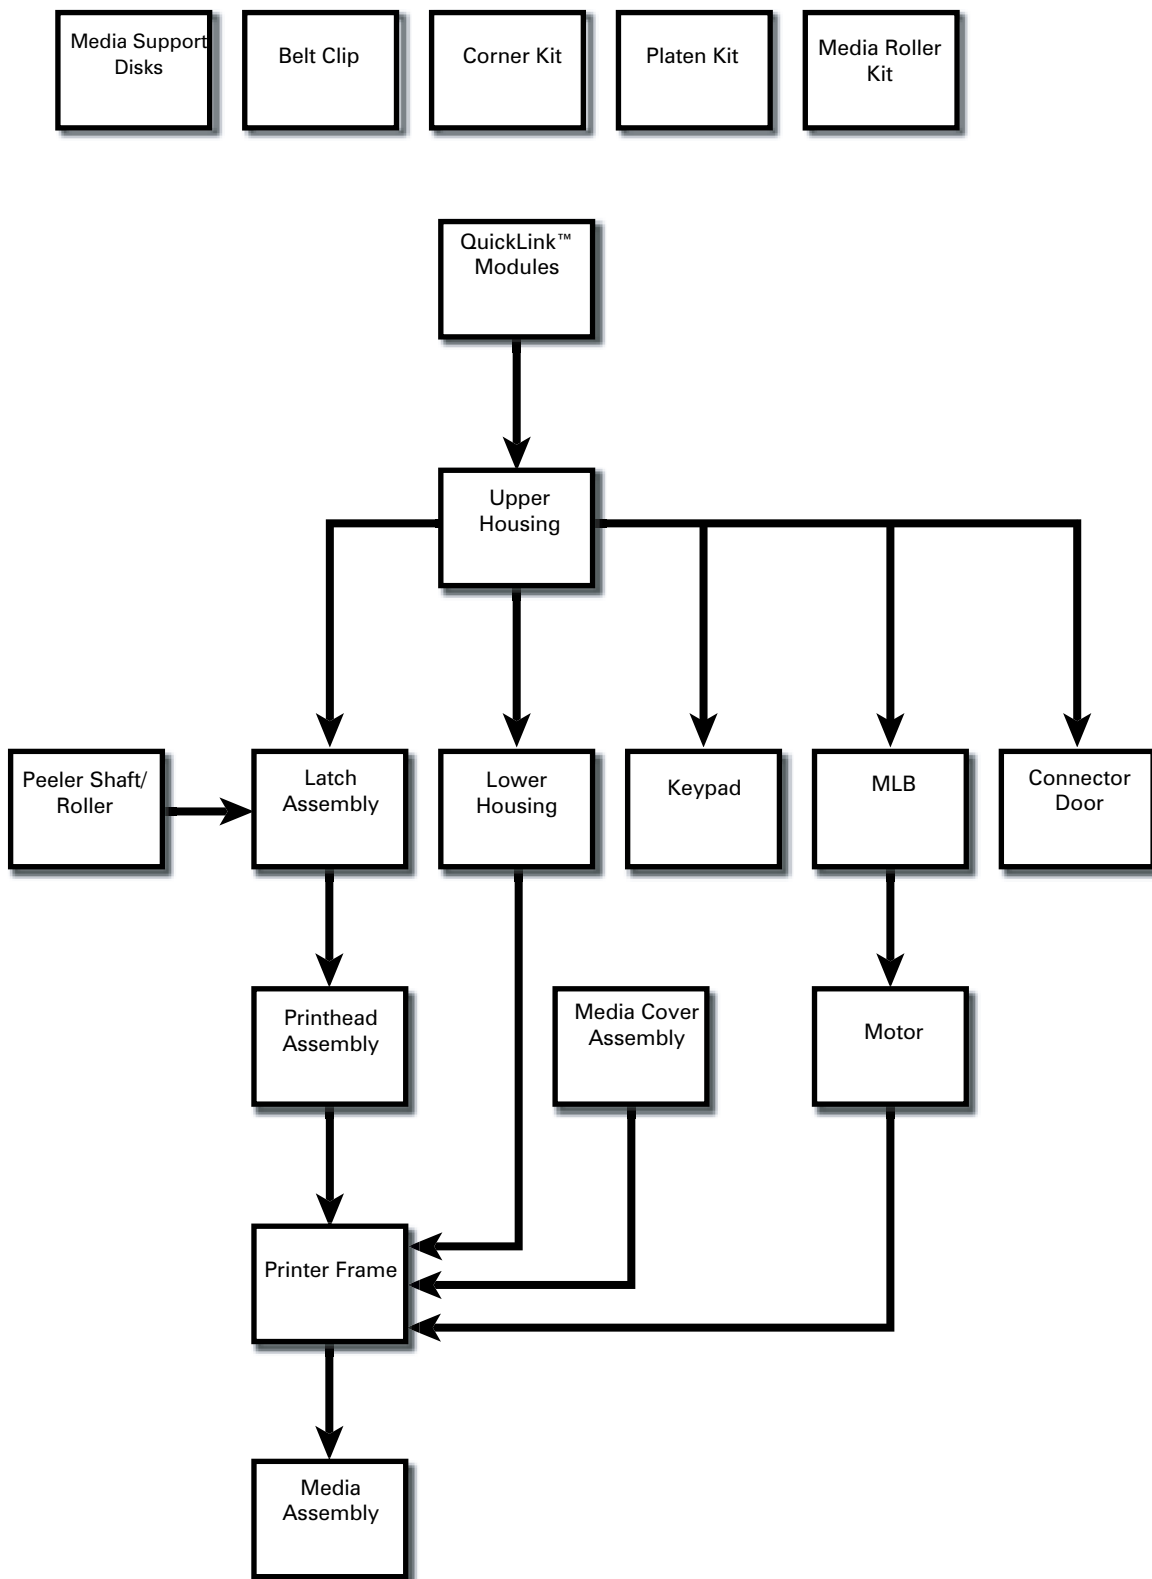 Media Support
Disks
Belt Clip
Corner Kit
Platen Kit
Media Roller
Kit
QuickLink™
Modules
Upper
Housing
Peeler Shaft/
Roller
Latch
Assembly
Lower
Housing
Keypad
MLB
Connector
Door
Printhead
Assembly
Media Cover
Assembly
Motor
Printer Frame
Media
Assembly